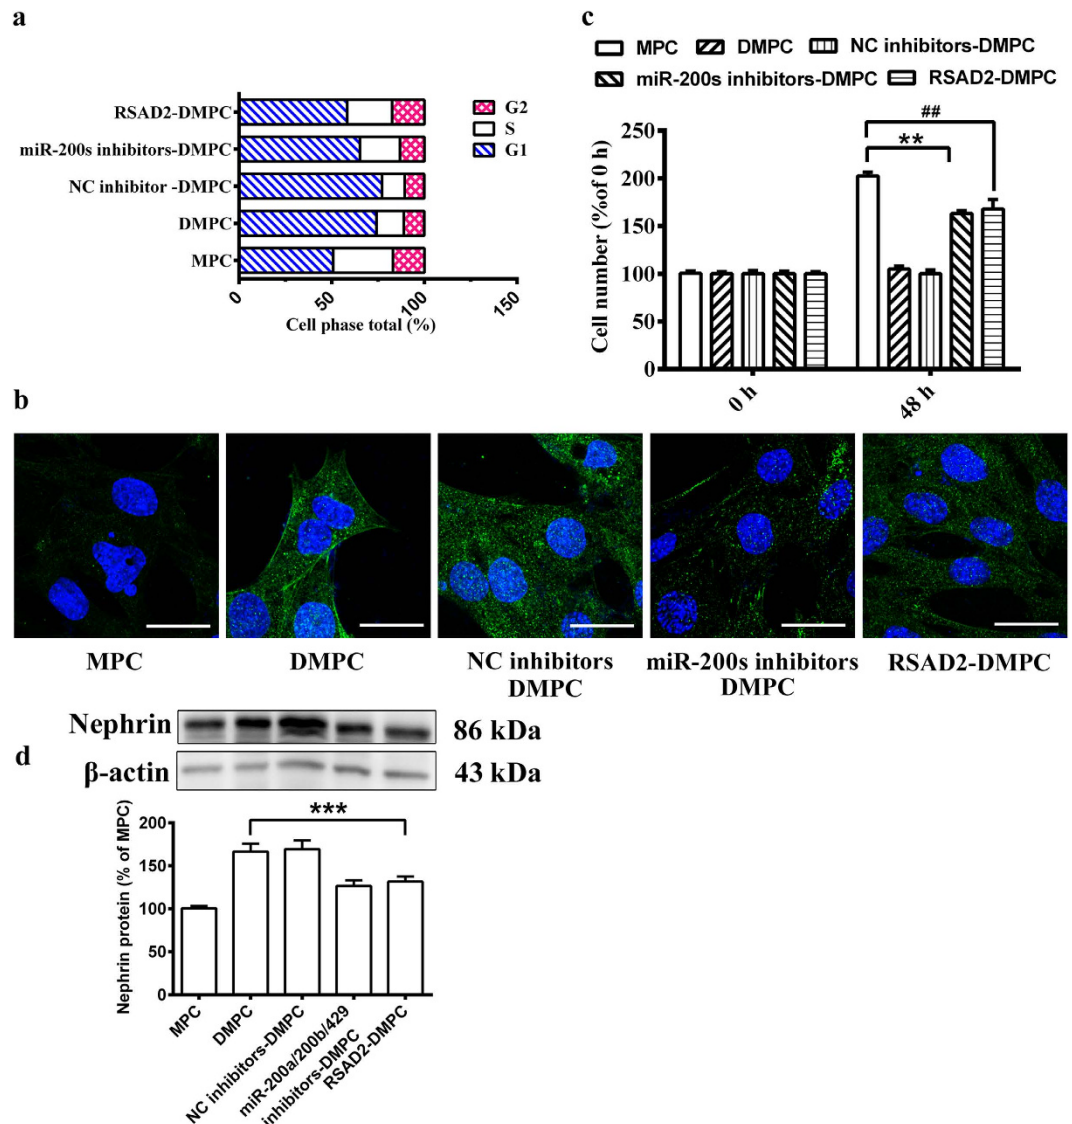 a
RSAD2-DMPC
miR-200s inhibitors-DMPC
NC inhibitor -DMPC
DMPC
MPC
0
50
100
150
Cell phase total (%)
G2
S
G1
c
MPC
DMPC
NC inhibitors-DMPC
miR-200s inhibitors-DMPC
RSAD2-DMPC
##
**
250
200
150
100
50
0
Cell number (%of 0 h)
0 h
48 h
b
MPC
DMPC
NC inhibitors
DMPC
miR-200s inhibitors
DMPC
RSAD2-DMPC
d
Nephrin
86 kDa
β-actin
43 kDa
***
200
150
100
50
0
Nephrin protein (% of MPC)
MPC
DMPC
NC inhibitors-DMPC
miR-200a/200b/429
inhibitors-DMPC
RSAD2-DMPC